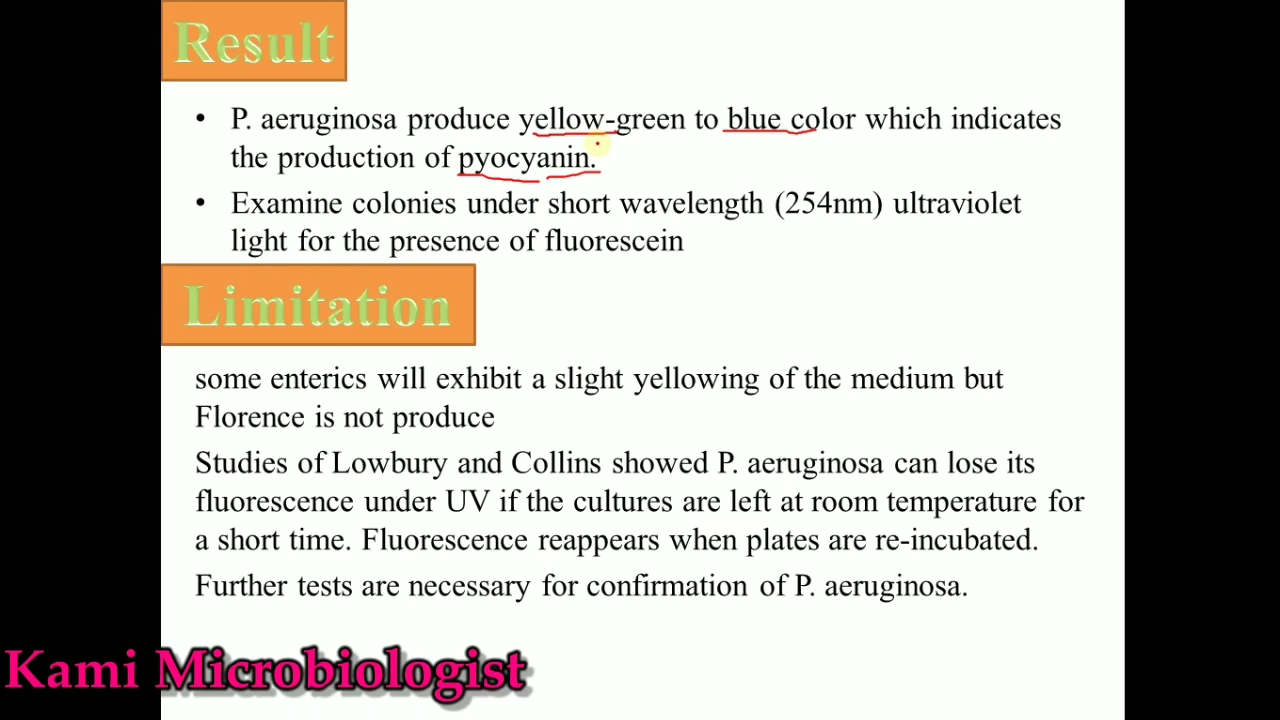 Result
• P. aeruginosa produce yellow-green to blue color which indicates
the production of pyocyanin.
• Examine colonies under short wavelength (254nm) ultraviolet
light for the presence of fluorescein
Limitation
some enterics will exhibit a slight yellowing of the medium but
Florence is not produce
Studies of Lowbury and Collins showed P. aeruginosa can lose its
fluorescence under UV if the cultures are left at room temperature for
a short time. Fluorescence reappears when plates are re-incubated.
Further tests are necessary for confirmation of P. aeruginosa.
Kami Microbiologist